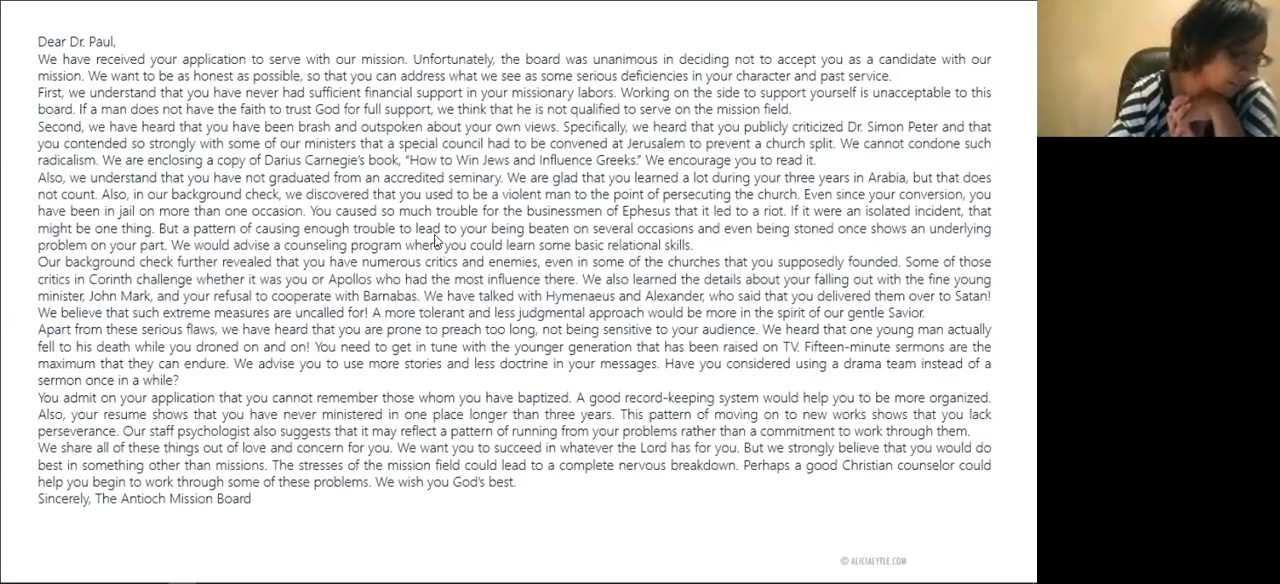 Dear Dr. Paul,
We have received your application to serve with our mission. Unfortunately, the board was unanimous in deciding not to accept you as a candidate with our
mission. We want to be as honest as possible, so that you can address what we see as some serious deficiencies in your character and past service.
First, we understand that you have never had sufficient financial support in your missionary labors. Working on the side to support yourself is unacceptable to this
board. If a man does not have the faith to trust God for full support, we think that he is not qualified to serve on the mission field.
Second, we have heard that you have been brash and outspoken about your own views. Specifically, we heard that you publicly criticized Dr. Simon Peter and that
you contended so strongly with some of our ministers that a special council had to be convened at Jerusalem to prevent a church split. We cannot condone such
radicalism. We are enclosing a copy of Darius Carnegie's book, “How to Win Jews and Influence Greeks.” We encourage you to read it.
Also, we understand that you have not graduated from an accredited seminary. We are glad that you learned a lot during your three years in Arabia, but that does
not count. Also, in our background check, we discovered that you used to be a violent man to the point of persecuting the church. Even since your conversion, you
have been in jail on more than one occasion. You caused so much trouble for the businessmen of Ephesus that it led to a riot. If it were an isolated incident, that
might be one thing. But a pattern of causing enough trouble to lead to your being beaten on several occasions and even being stoned once shows an underlying
problem on your part. We would advise a counseling program where you could learn some basic relational skills.
Our background check further revealed that you have numerous critics and enemies, even in some of the churches that you supposedly founded. Some of those
critics in Corinth challenge whether it was you or Apollos who had the most influence there. We also learned the details about your falling out with the fine young
minister, John Mark, and your refusal to cooperate with Barnabas. We have talked with Hymenaeus and Alexander, who said that you delivered them over to Satan!
We believe that such extreme measures are uncalled for! A more tolerant and less judgmental approach would be more in the spirit of our gentle Savior.
Apart from these serious flaws, we have heard that you are prone to preach too long, not being sensitive to your audience. We heard that one young man actually
fell to his death while you droned on and on! You need to get in tune with the younger generation that has been raised on TV. Fifteen-minute sermons are the
maximum that they can endure. We advise you to use more stories and less doctrine in your messages. Have you considered using a drama team instead of a
sermon once in a while?
You admit on your application that you cannot remember those whom you have baptized. A good record-keeping system would help you to be more organized.
Also, your resume shows that you have never ministered in one place longer than three years. This pattern of moving on to new works shows that you lack
perseverance. Our staff psychologist also suggests that it may reflect a pattern of running from your problems rather than a commitment to work through them.
We share all of these things out of love and concern for you. We want you to succeed in whatever the Lord has for you. But we strongly believe that you would do
best in something other than missions. The stresses of the mission field could lead to a complete nervous breakdown. Perhaps a good Christian counselor could
help you begin to work through some of these problems. We wish you God's best.
Sincerely, The Antioch Mission Board
© ALICIALYTLE.COM